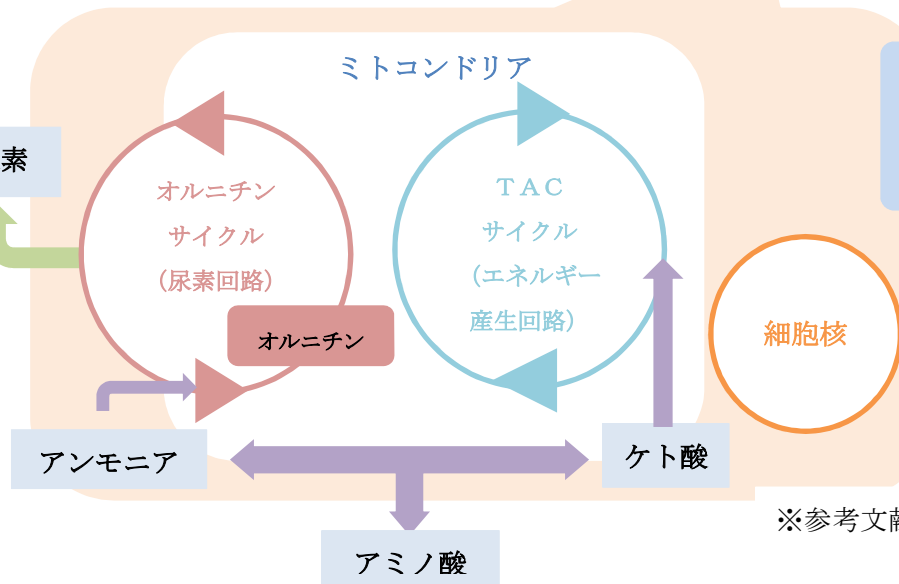 ミトコンドリア
素
オルニチン
サイクル
（尿素回路）
ＴＡＣ
サイクル
（エネルギー
産生回路）
オルニチン
細胞核
アンモニア
ケト酸
※参考文献
アミノ酸